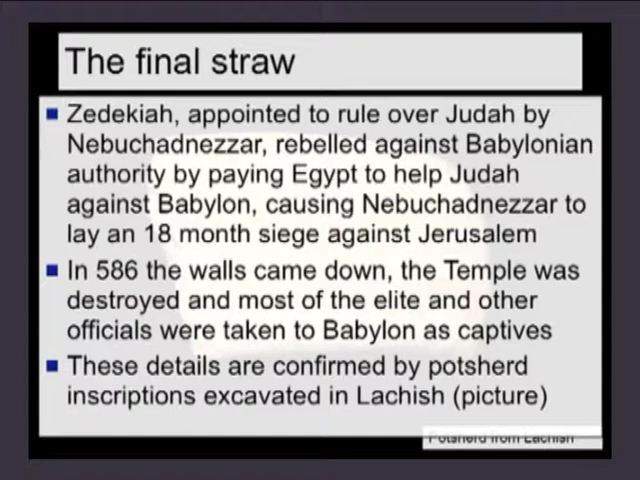 The final straw
Zedekiah, appointed to rule over Judah by
Nebuchadnezzar, rebelled against Babylonian
authority by paying Egypt to help Judah
against Babylon, causing Nebuchadnezzar to
lay an 18 month siege against Jerusalem
In 586 the walls came down, the Temple was
destroyed and most of the elite and other
officials were taken to Babylon as captives
These details are confirmed by potsherd
inscriptions excavated in Lachish (picture)
Potsherd from Lachish